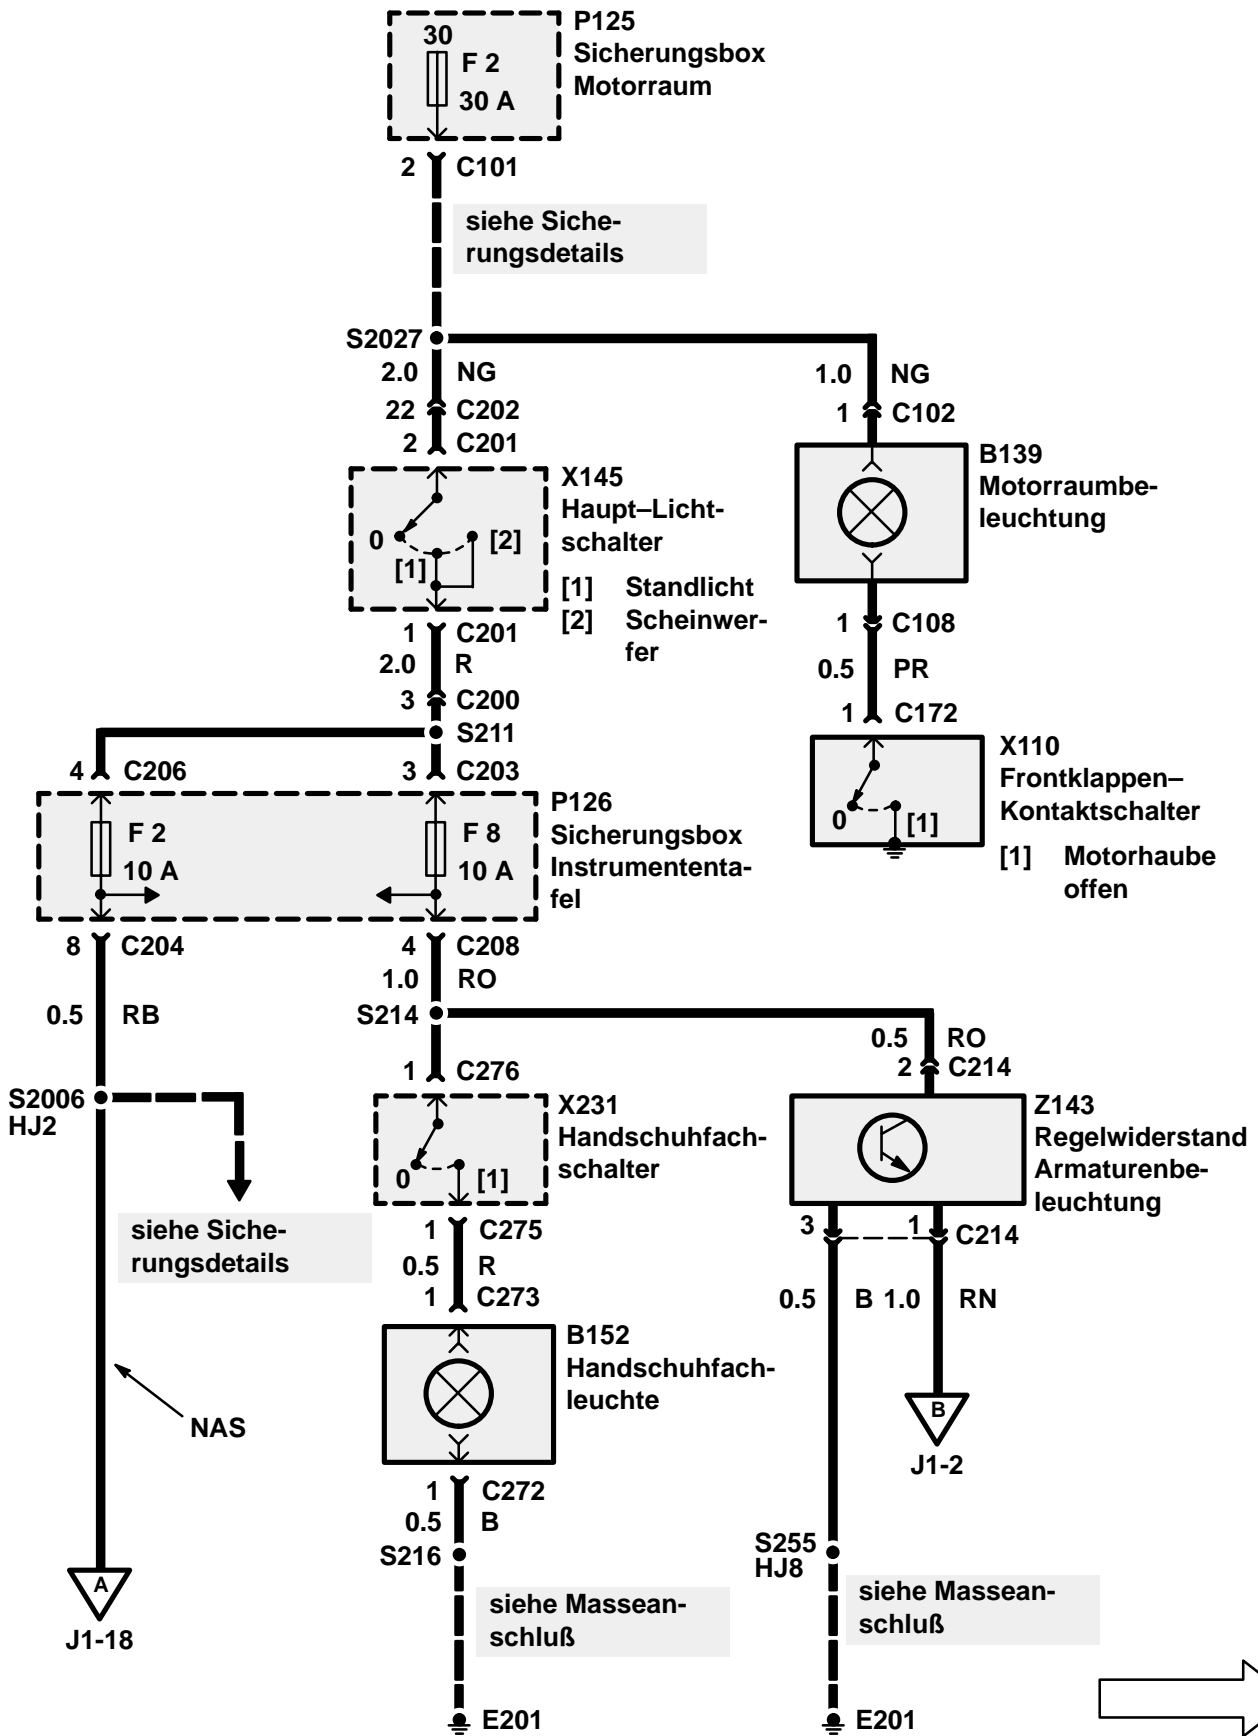 30
F 2
30 A
P125
Sicherungsbox
Motorraum
2 C101
siehe Siche-
rungsdetails
S2027
2.0 NG
22 C202
2 C201
1.0 NG
1 C102
X145
Haupt–Licht-
schalter
0
[1]
[2]
[1] Standlicht
[2] Scheinwer-
fer
B139
Motorraumbe-
leuchtung
1 C108
0.5 PR
1 C172
1 C201
2.0 R
3 C200
S211
4 C206
3 C203
X110
Frontklappen–
Kontaktschalter
0
[1]
[1] Motorhaube
offen
F 2
10 A
F 8
10 A
P126
Sicherungsbox
Instrumententa-
fel
8 C204
4 C208
1.0 RO
0.5 RB
S214
0.5 RO
2 C214
1 C276
S2006
HJ2
X231
Handschuhfach-
schalter
0
[1]
Z143
Regelwiderstand
Armaturenbe-
leuchtung
siehe Siche-
rungsdetails
1 C275
0.5 R
1 C273
3
1 C214
0.5 B 1.0 RN
B152
Handschuhfach-
leuchte
NAS
B
J1-2
1 C272
0.5 B
S216
S255
HJ8
A
J1-18
siehe Massean-
schluß
siehe Massean-
schluß
E201
E201